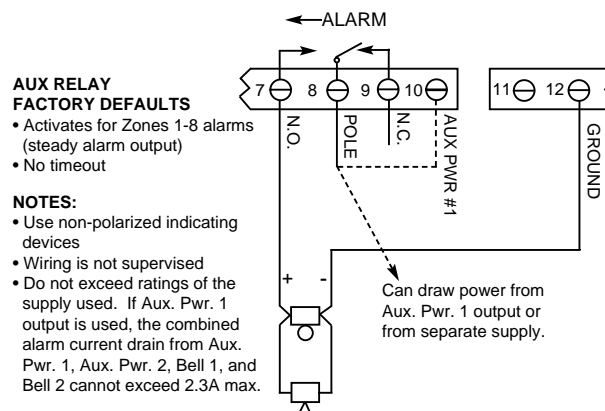 ALARM
7 8 9 10 11 12
N.O.
POLE
N.C.
AUX PWR #1
GROUND
AUX RELAY
FACTORY DEFAULTS
• Activates for Zones 1-8 alarms
(steady alarm output)
• No timeout
NOTES:
• Use non-polarized indicating
devices
• Wiring is not supervised
• Do not exceed ratings of the
supply used. If Aux. Pwr. 1
output is used, the combined
alarm current drain from Aux.
Pwr. 1, Aux. Pwr. 2, Bell 1, and
Bell 2 cannot exceed 2.3A max.
+ -
Can draw power from
Aux. Pwr. 1 output or
from separate supply.